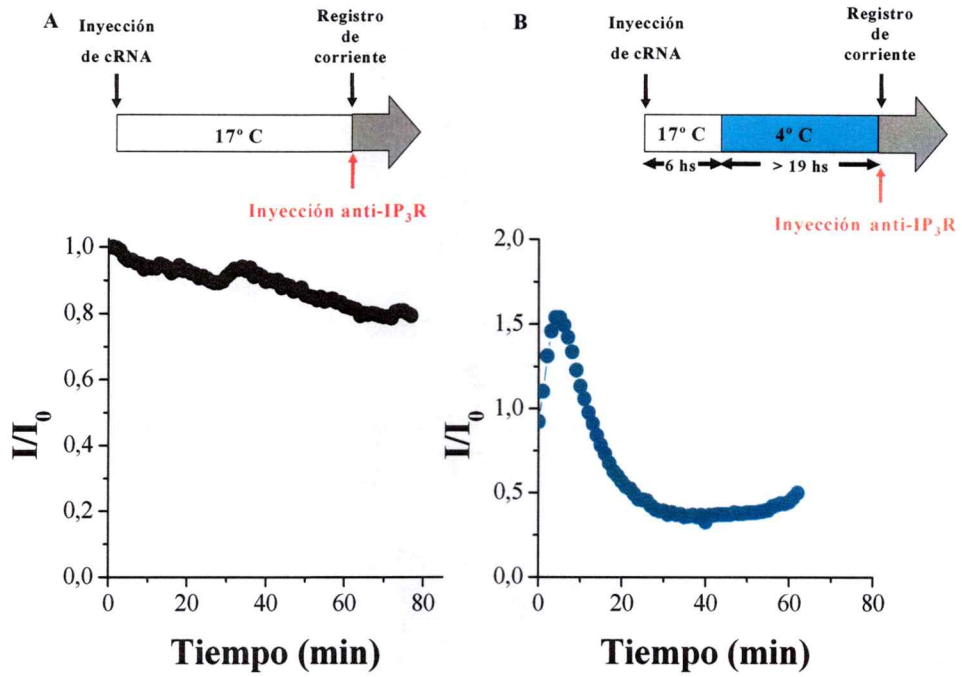 A
Inyección
de cRNA
Registro
de
corriente
17º C
Inyección anti-IP₃R
1,0
0,8
0,6
0,4
0,2
0,0
I/I₀
0
20
40
60
80
Tiempo (min)
B
Inyección
de cRNA
Registro
de
corriente
17º C
4º C
6 hs
> 19 hs
Inyección anti-IP₃R
2,0
1,5
1,0
0,5
0,0
I/I₀
0
20
40
60
80
Tiempo (min)